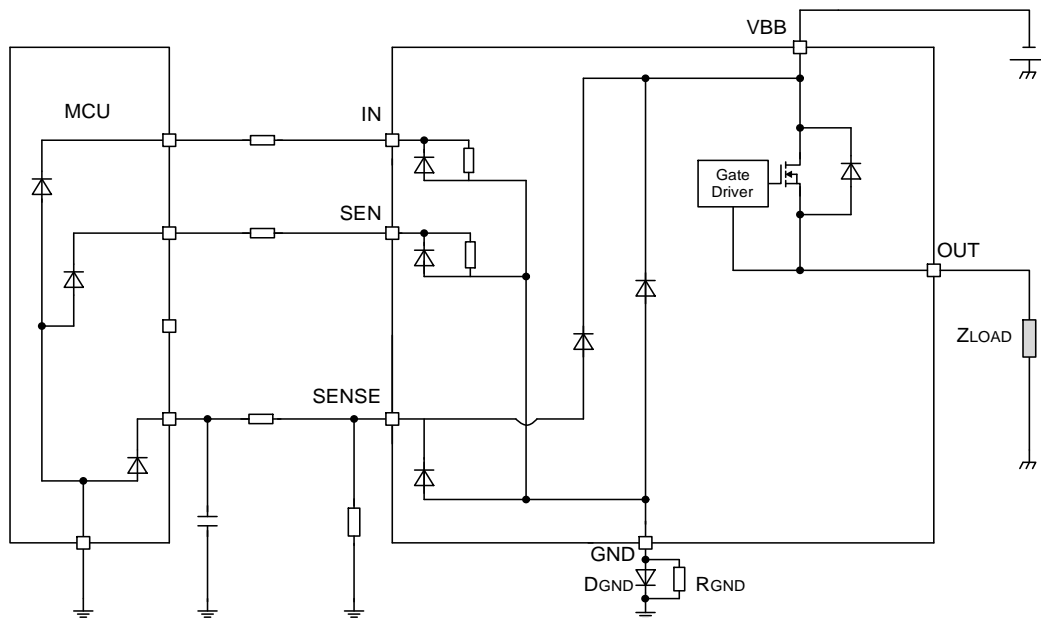 VBB
MCU
IN
Gate
Driver
SEN
OUT
ZLOAD
SENSE
GND
DGND
RGND